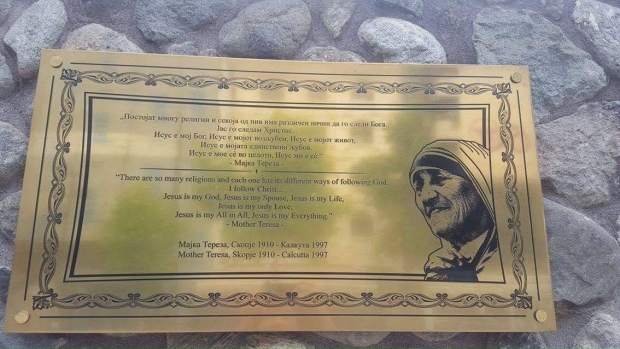 „Постојат многу религии и секоја од нив има различен начин да го следи Бога.
Јас го следам Христос...
Исус е мој Бог, Исус е мојот возљубен, Исус е мојот живот,
Исус е мојата единствена љубов.
Исус е мое сѐ во целото, Исус ми е сѐ“
- Мајка Тереза -
“There are so many religions and each one has its different ways of following God.
I follow Christ...
Jesus is my God, Jesus is my Spouse, Jesus is my Life,
Jesus is my only Love,
Jesus is my All in All, Jesus is my Everything.”
- Mother Teresa -
Мајка Тереза, Скопје 1910 - Калкута 1997
Mother Teresa, Skopje 1910 - Calcutta 1997